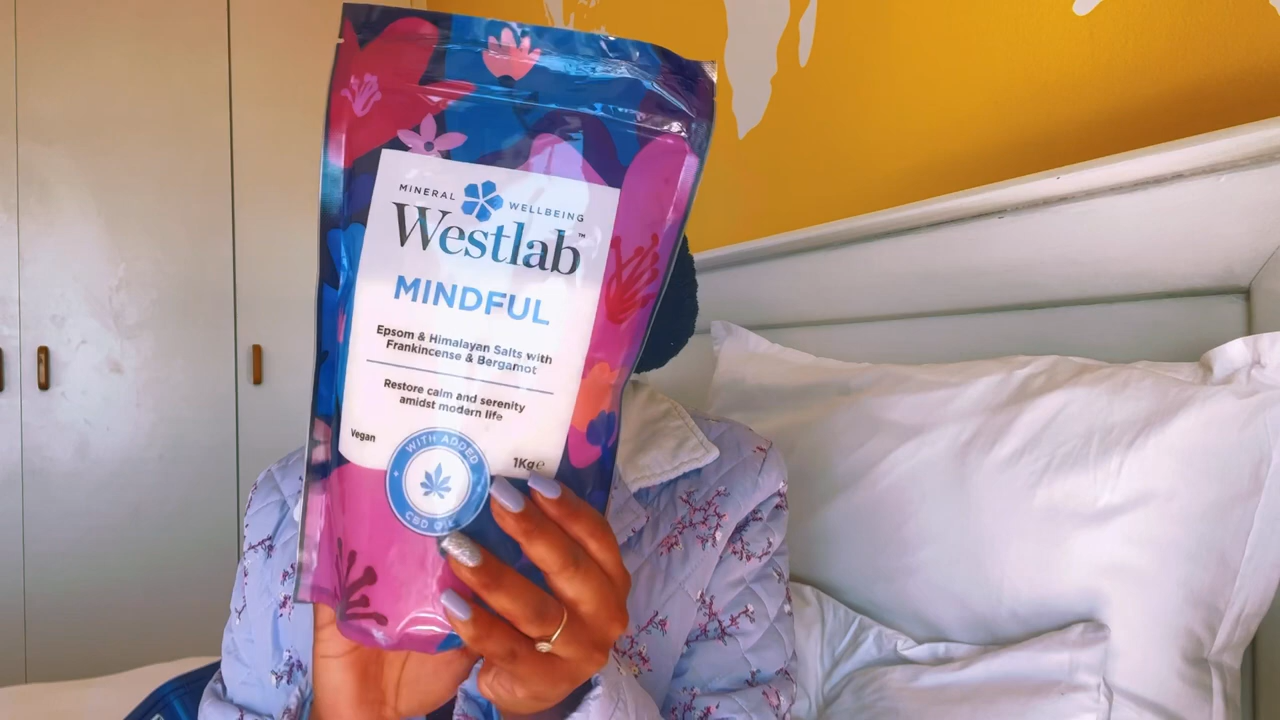 MINERAL WELLBEING
Westlab™
MINDFUL
Epsom & Himalayan Salts with
Frankincense & Bergamot
Restore calm and serenity
amidst modern life
Vegan
1Kg℮
WITH ADDED
CBD OIL